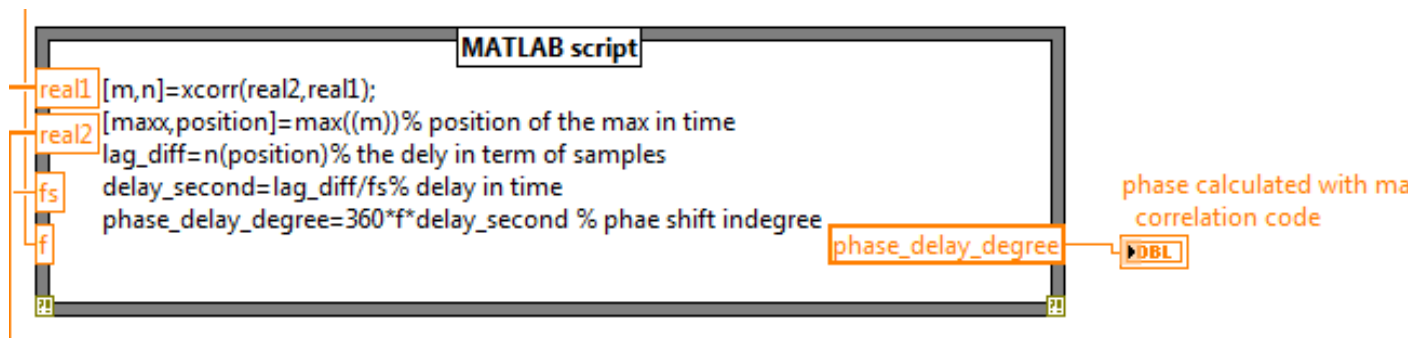 MATLAB script
real1
[m,n]=xcorr(real2,real1);
real2
[maxx,position]=max((m))% position of the max in time
lag_diff=n(position)% the dely in term of samples
fs
delay_second=lag_diff/fs% delay in time
phase_delay_degree=360*f*delay_second % phae shift indegree
f
phase_delay_degree
phase calculated with ma
correlation code
DBL
?!
?!